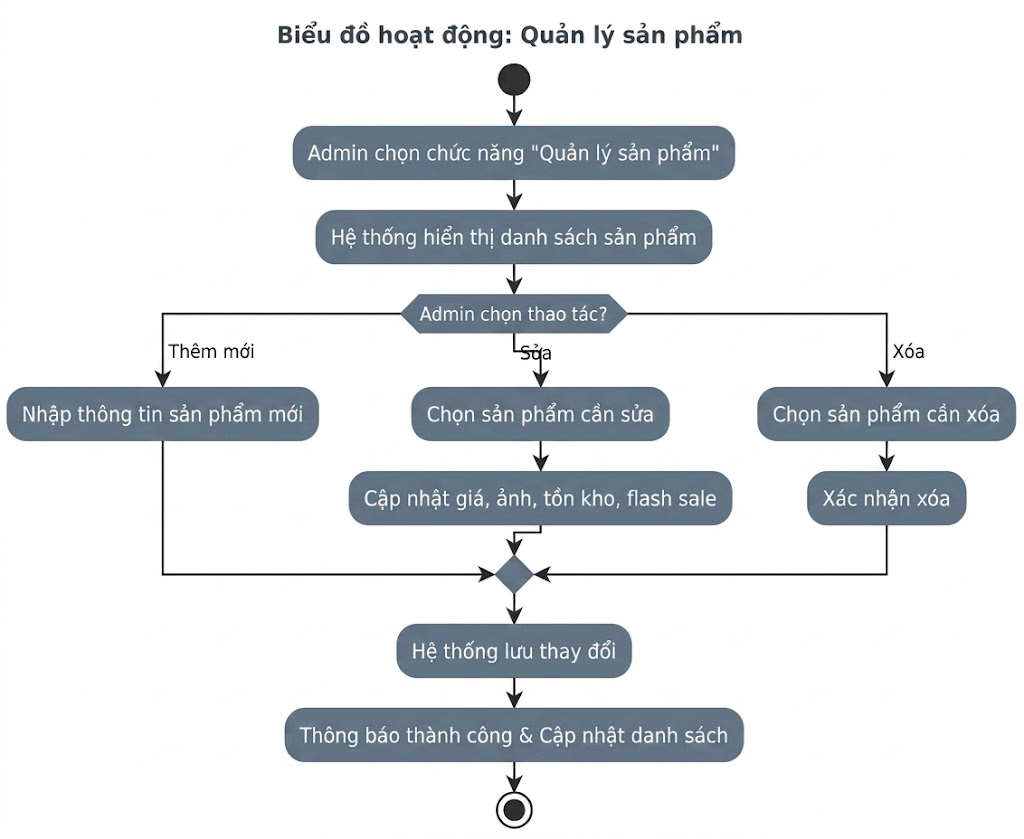 Biểu đồ hoạt động: Quản lý sản phẩm
Admin chọn chức năng "Quản lý sản phẩm"
Hệ thống hiển thị danh sách sản phẩm
Admin chọn thao tác?
Thêm mới
Sửa
Xóa
Nhập thông tin sản phẩm mới
Chọn sản phẩm cần sửa
Chọn sản phẩm cần xóa
Cập nhật giá, ảnh, tồn kho, flash sale
Xác nhận xóa
Hệ thống lưu thay đổi
Thông báo thành công & Cập nhật danh sách